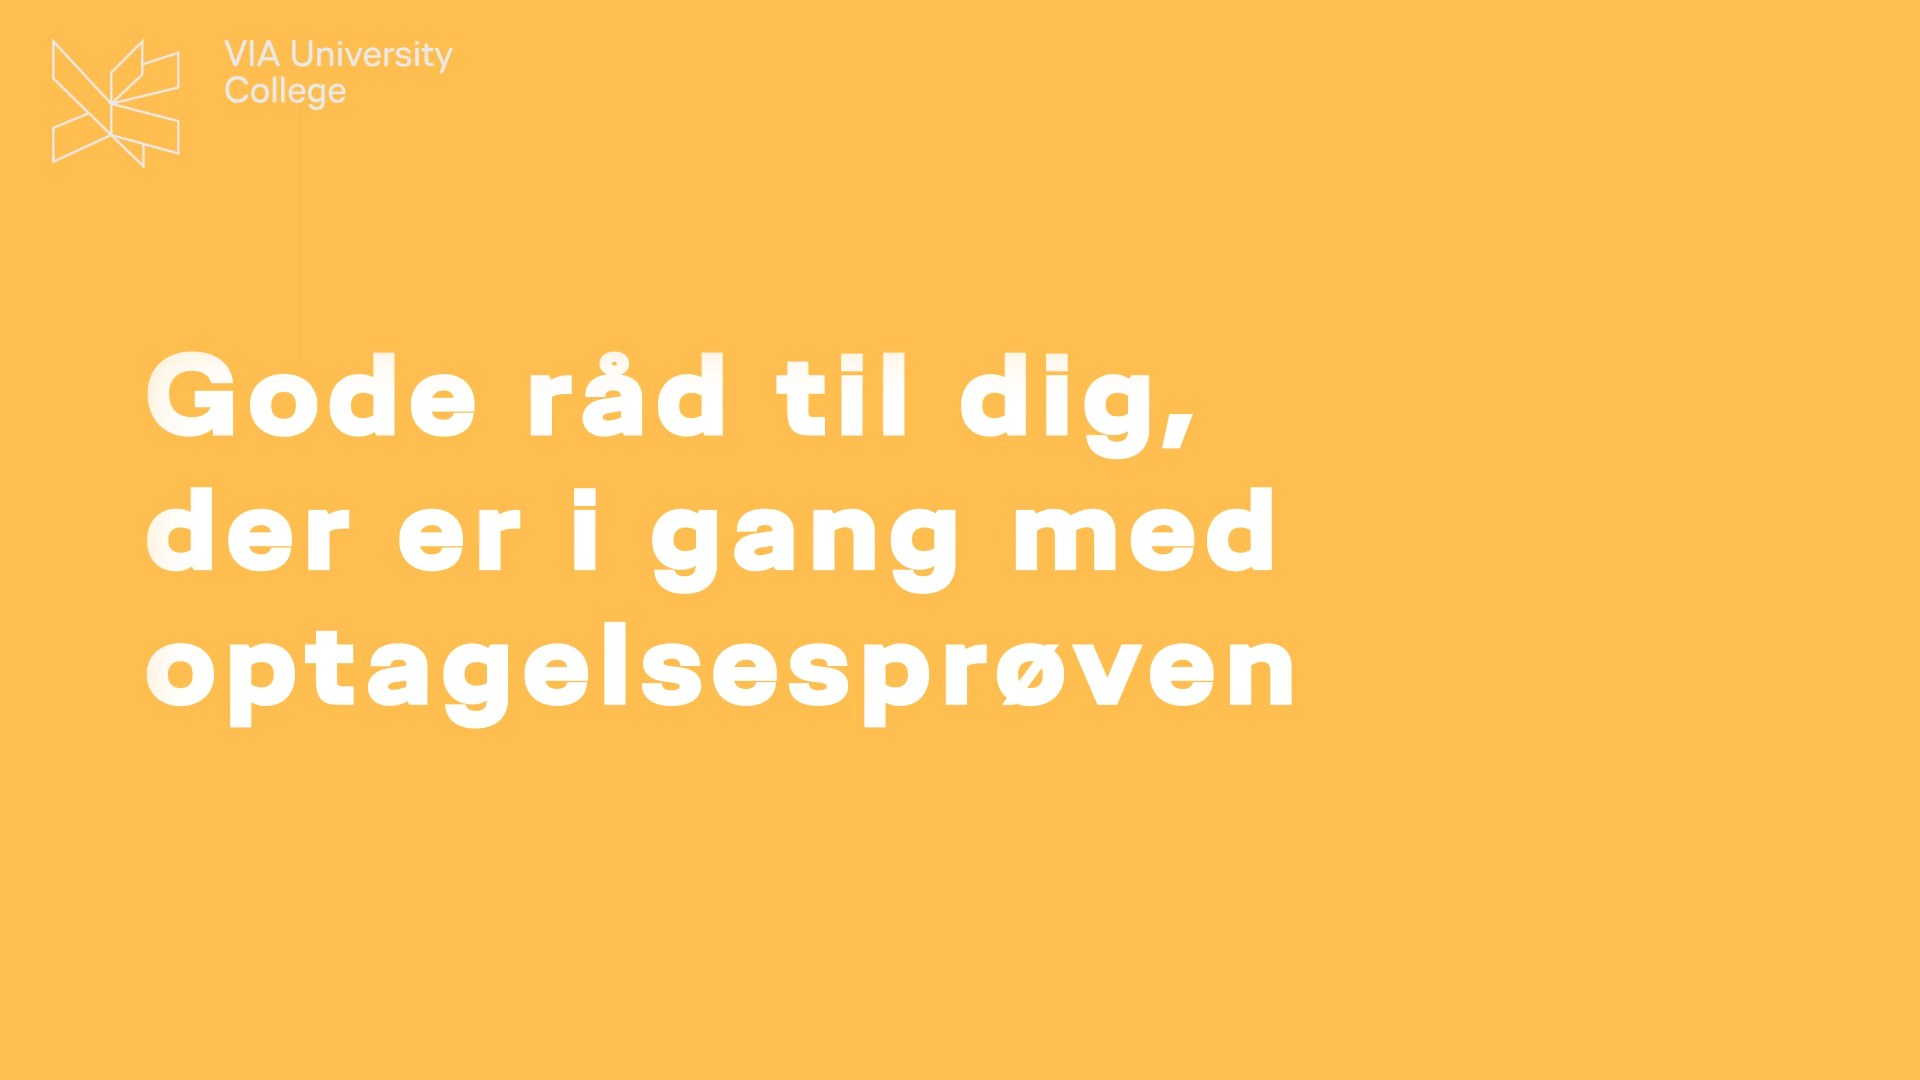 VIA University
College
Gode råd til dig,
der er i gang med
optagelsesprøven